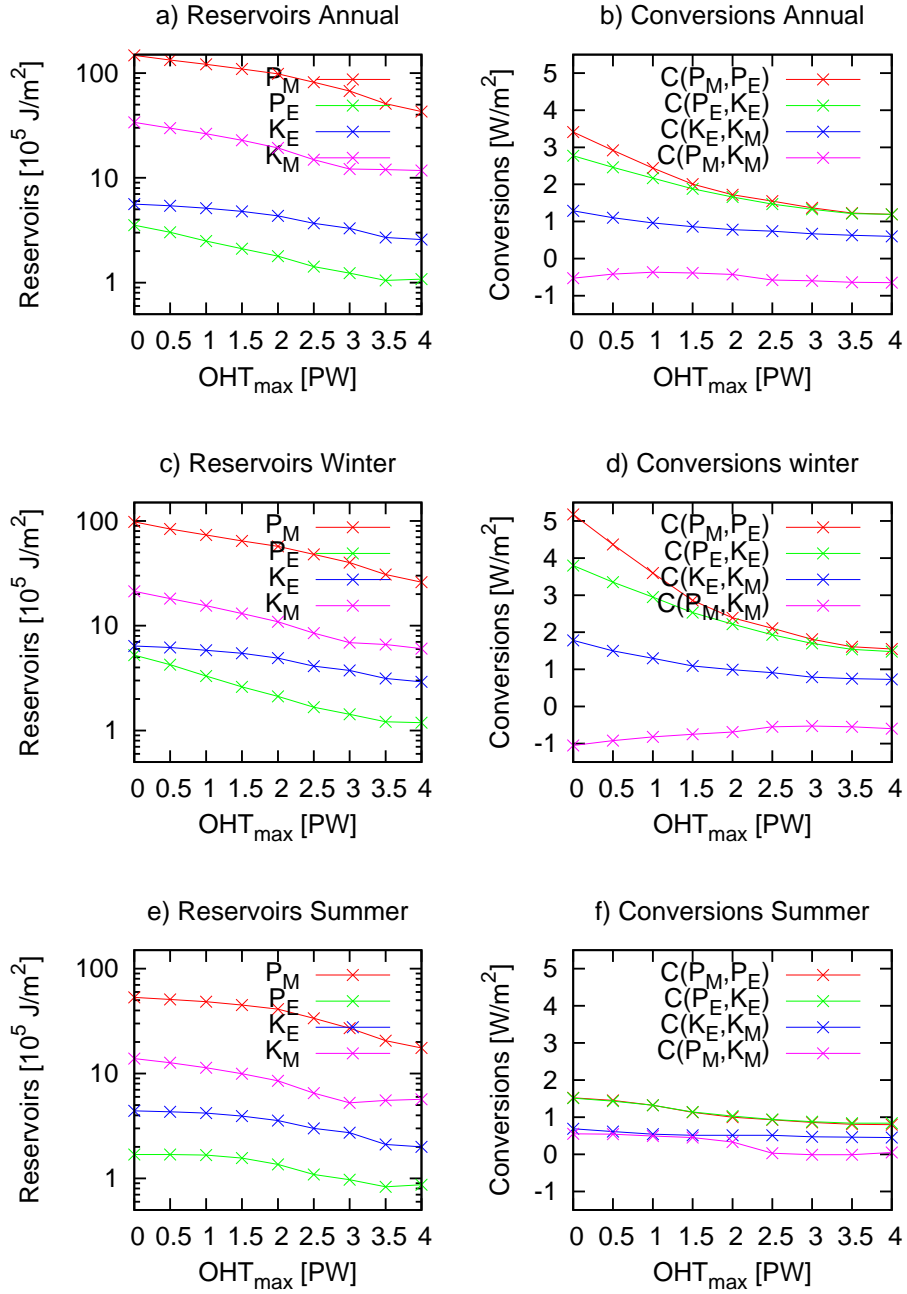 a) Reservoirs Annual
Reservoirs [10^5 J/m^2]
100
10
1
P_M
P_E
K_E
K_M
0 0.5 1 1.5 2 2.5 3 3.5 4
OHT_max [PW]
b) Conversions Annual
Conversions [W/m^2]
5
4
3
2
1
0
-1
C(P_M,P_E)
C(P_E,K_E)
C(K_E,K_M)
C(P_M,K_M)
0 0.5 1 1.5 2 2.5 3 3.5 4
OHT_max [PW]
c) Reservoirs Winter
Reservoirs [10^5 J/m^2]
100
10
1
P_M
P_E
K_E
K_M
0 0.5 1 1.5 2 2.5 3 3.5 4
OHT_max [PW]
d) Conversions winter
Conversions [W/m^2]
5
4
3
2
1
0
-1
C(P_M,P_E)
C(P_E,K_E)
C(K_E,K_M)
C(P_M,K_M)
0 0.5 1 1.5 2 2.5 3 3.5 4
OHT_max [PW]
e) Reservoirs Summer
Reservoirs [10^5 J/m^2]
100
10
1
P_M
P_E
K_E
K_M
0 0.5 1 1.5 2 2.5 3 3.5 4
OHT_max [PW]
f) Conversions Summer
Conversions [W/m^2]
5
4
3
2
1
0
-1
C(P_M,P_E)
C(P_E,K_E)
C(K_E,K_M)
C(P_M,K_M)
0 0.5 1 1.5 2 2.5 3 3.5 4
OHT_max [PW]